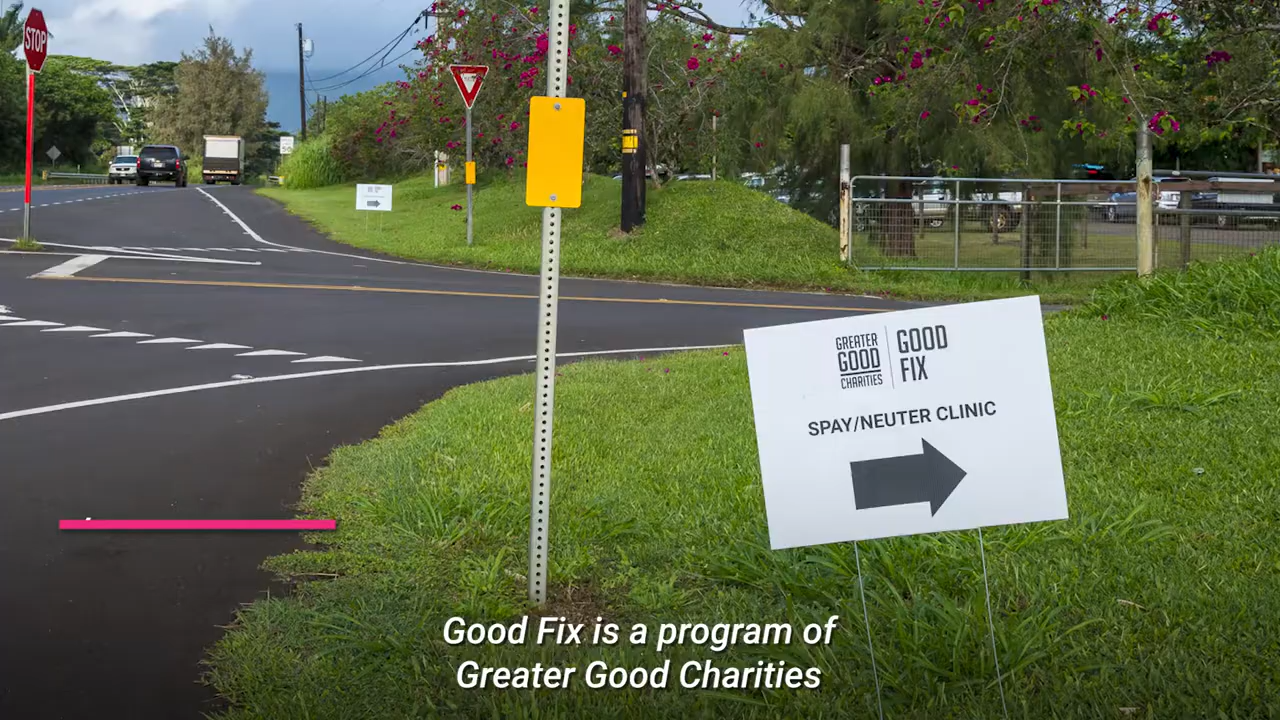 STOP
GREATER
GOOD
CHARITIES
GOOD
FIX
SPAY/NEUTER CLINIC
Good Fix is a program of
Greater Good Charities